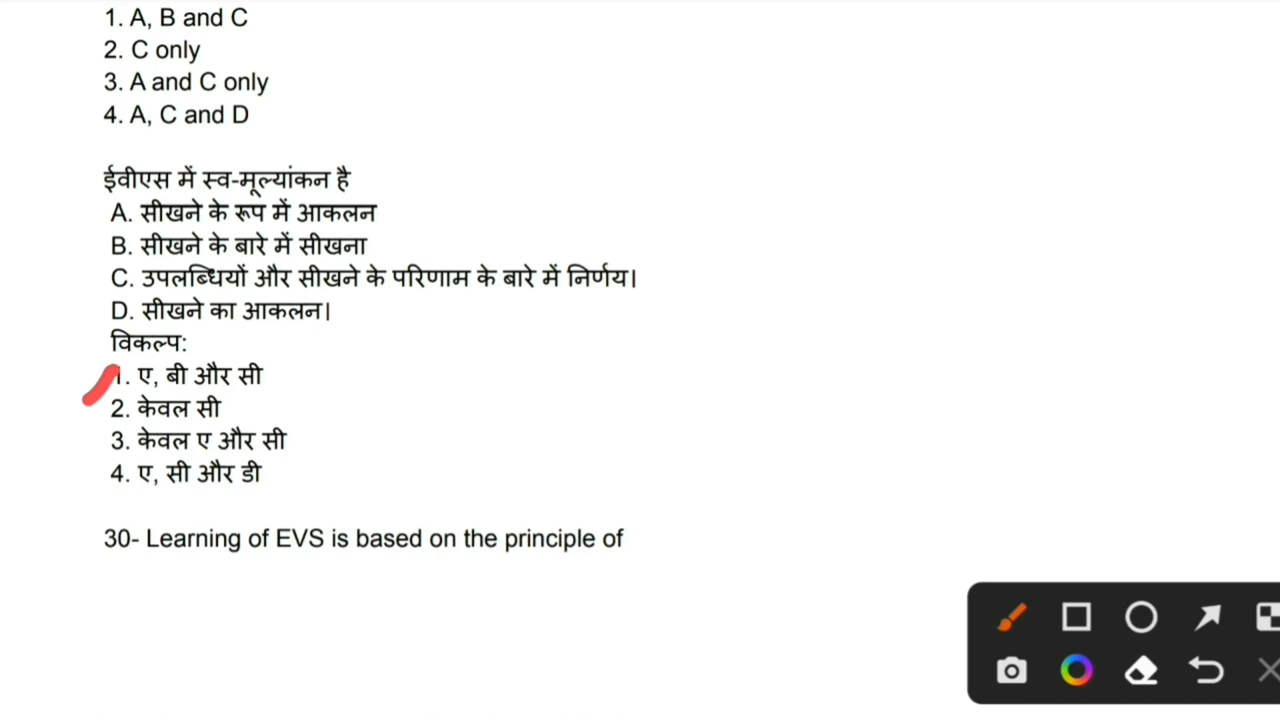 1. A, B and C
2. C only
3. A and C only
4. A, C and D
ईवीएस में स्व-मूल्यांकन है
A. सीखने के रूप में आकलन
B. सीखने के बारे में सीखना
C. उपलब्धियों और सीखने के परिणाम के बारे में निर्णय।
D. सीखने का आकलन।
विकल्प:
1. ए, बी और सी
2. केवल सी
3. केवल ए और सी
4. ए, सी और डी
30- Learning of EVS is based on the principle of